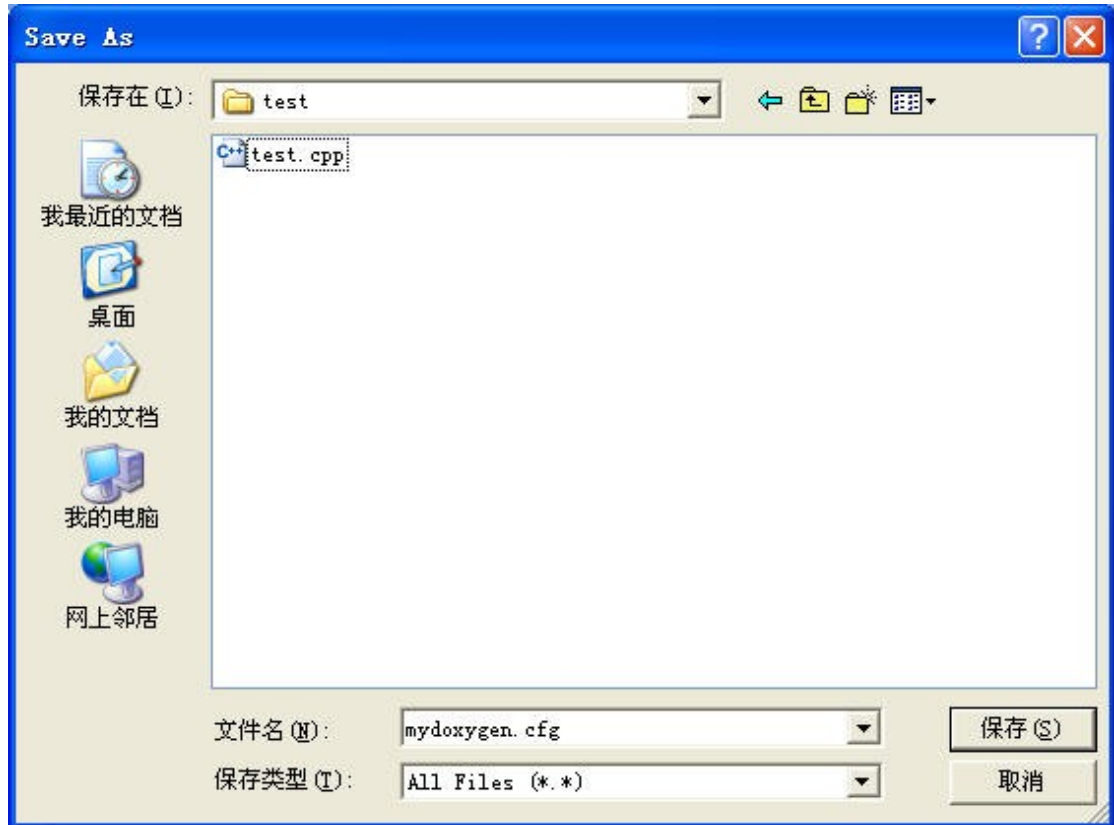 Save As
保存在(I):
test
C++ test.cpp
我最近的文档
桌面
我的文档
我的电脑
网上邻居
文件名(N):
mydoxygen.cfg
保存(S)
保存类型(T):
All Files (*.*)
取消